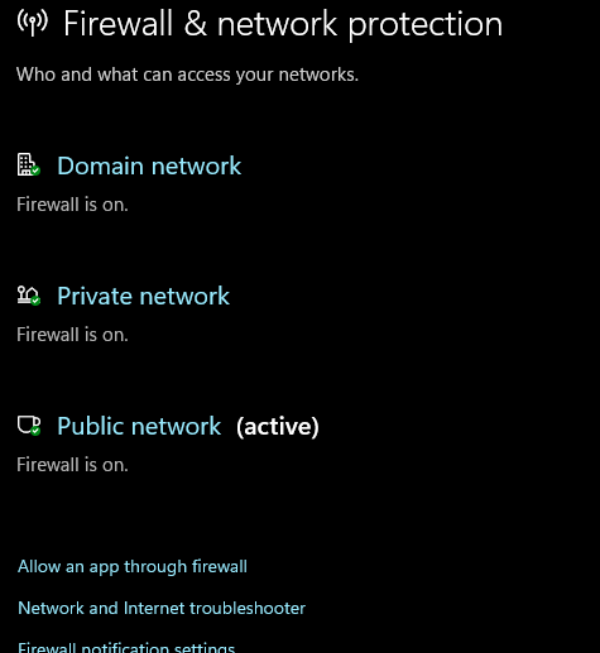 Firewall & network protection
Who and what can access your networks.
Domain network
Firewall is on.
Private network
Firewall is on.
Public network (active)
Firewall is on.
Allow an app through firewall
Network and Internet troubleshooter
Firewall notification settings